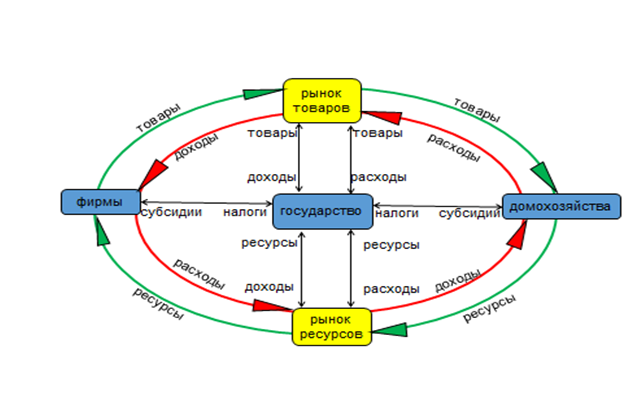 рынок
товаров
товары
товары
доходы
товары
товары
расходы
доходы
расходы
фирмы
субсидии
налоги
государство
налоги
субсидии
домохозяйства
ресурсы
ресурсы
расходы
доходы
расходы
доходы
ресурсы
ресурсы
рынок
ресурсов